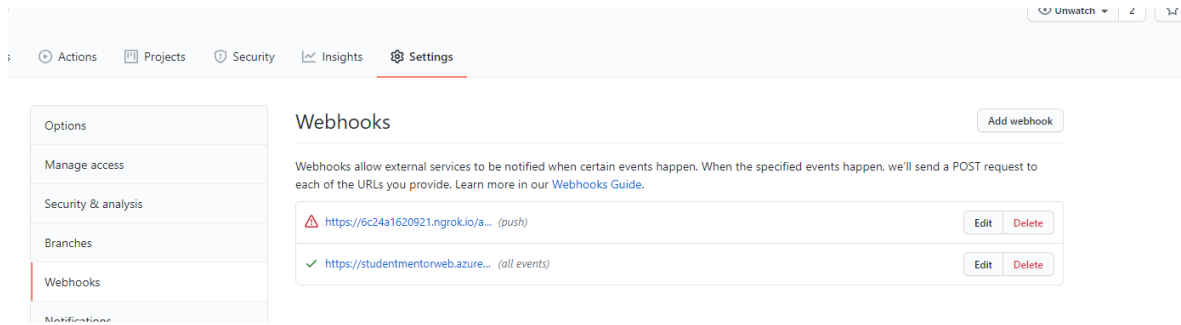 Unwatch 2
s Actions Projects Security Insights Settings
Options
Manage access
Security & analysis
Branches
Webhooks
Notifications
Webhooks Add webhook
Webhooks allow external services to be notified when certain events happen. When the specified events happen, we'll send a POST request to
each of the URLs you provide. Learn more in our Webhooks Guide.
https://6c24a1620921.ngrok.io/a... (push) Edit Delete
https://studentmentorweb.azure... (all events) Edit Delete